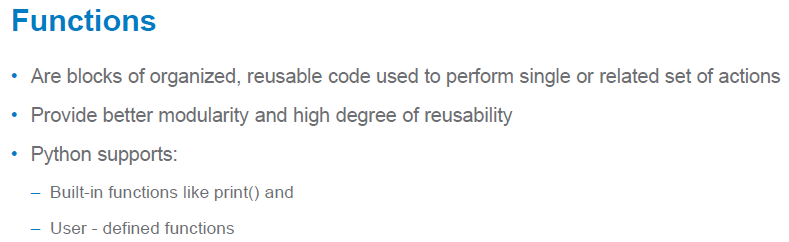 Functions
• Are blocks of organized, reusable code used to perform single or related set of actions
• Provide better modularity and high degree of reusability
• Python supports:
– Built-in functions like print() and
– User - defined functions